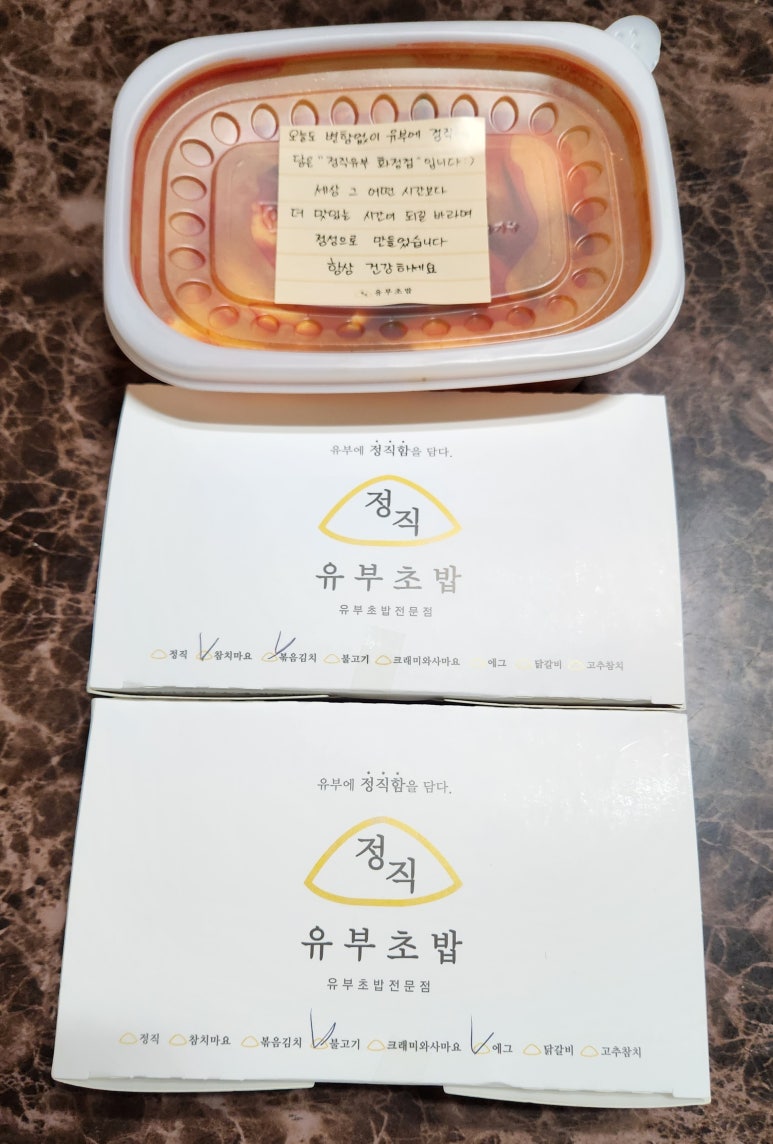 오늘도 변함없이 유부에 정직
담은 "정직유부 화정점" 입니다 :)
세상 그 어떤 시간보다
더 맛있는 시간이 되길 바라며
정성으로 만들었습니다
항상 건강하세요
유부초밥
유부에 정직함을 담다.
정직
유부초밥
유부초밥전문점
정직 참치마요 볶음김치 불고기 크래미와사마요 에그 닭갈비 고추참치
유부에 정직함을 담다.
정직
유부초밥
유부초밥전문점
정직 참치마요 볶음김치 불고기 크래미와사마요 에그 닭갈비 고추참치